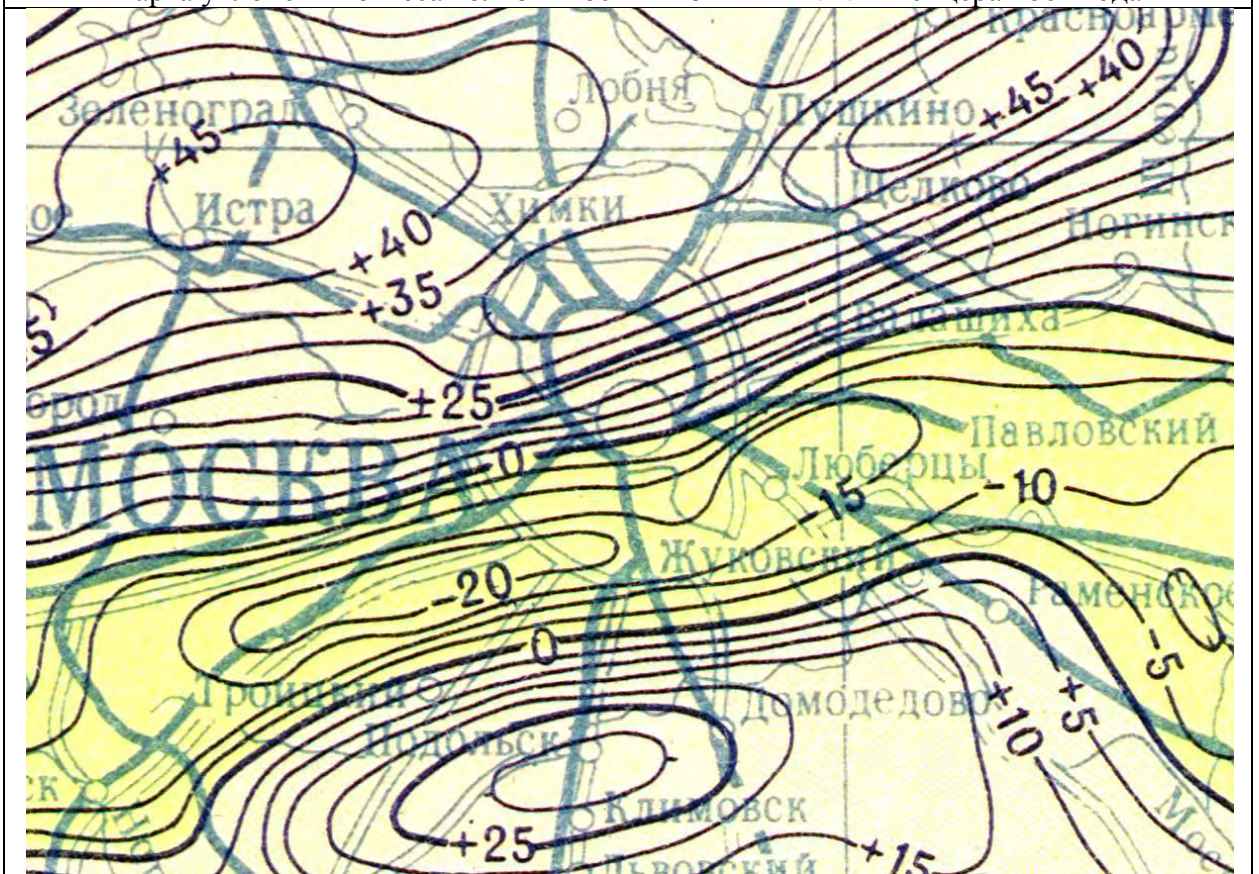 Зеленоград
Лобня
Пушкино
+45
+40
+45
Истра
Химки
Щелково
Ногинск
+40
+35
Балашиха
±25
МОСКВА
0
Павловский
Люберцы
-15
-10
Жуковский
-20
Раменское
0
-5
Троицкий
Домодедово
+10
+5
Подольск
Климовск
+25
Львовский
+15